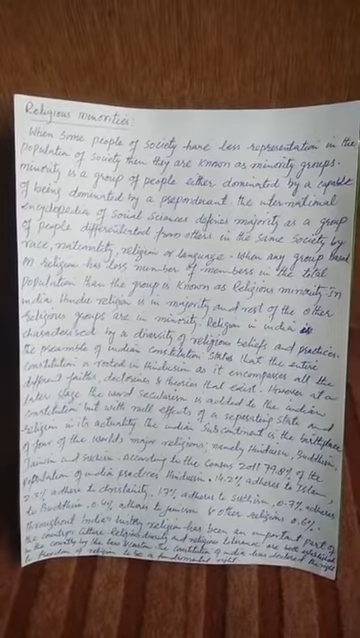 Religious minorities:
When some people of society have less representation in the
population of society then they are known as minority groups.
minority is a group of people either dominated by a capable
of being dominated by a prepondrant the international
encyclopedia of social sciences defines majority as a group
of people differentiated from others in the same society by
race, nationality, religion or language. When any group based
on religion has less number of members in the total
population than the group is known as Religious minority In
india Hindu religion is in majority and rest of the other
religious groups are in minority. Religion in india is
characterised by a diversity of religious beliefs and practices.
the preamble of indian constitution states that the entire
constitution is rooted in Hinduism as it encompasses all the
different faiths, & theories that exist. However at a
later stage the word secularism is added to the indian
constitution but with null effects of a seperating state and
religion in its actuality the indian Subcontinent is the birthplace
of four of the world's major religions; namely Hinduism, Buddhism,
Jainism and Sikhism. According to the census 2011 79.8% of the
population of india practices Hinduism, 14.2% adheres to Islam,
2.3% adheres to christianity, 1.7% adheres to Sikhism, 0.7% adheres
to Buddhism, 0.4% adheres to jainism & other religions 0.6%.
throughout india's history religion has been an important part of
the country's culture. Religious diversity and religious tolerance are both established
in the country by the law & custom. the constitution of india has declared the right
to freedom of religion to be a fundamental right.